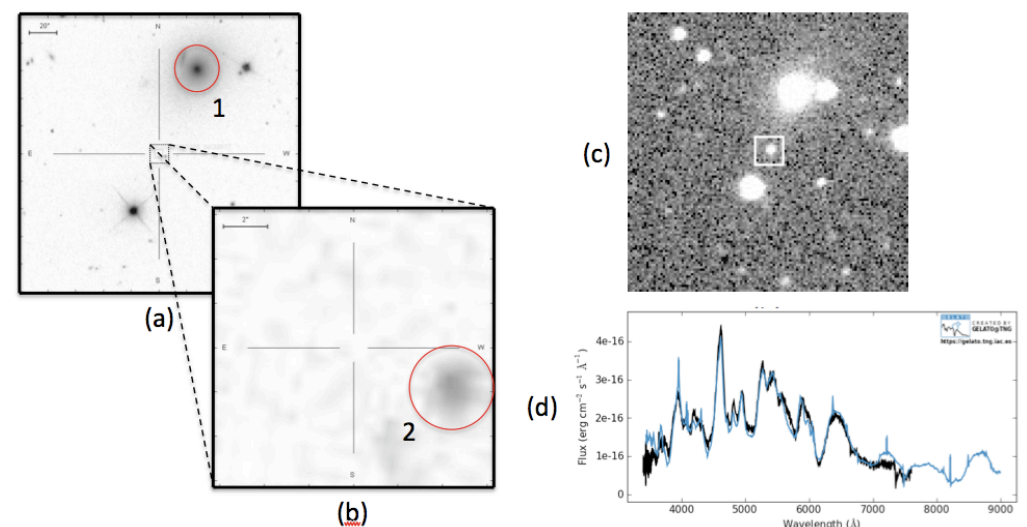 20"
N
1
E
W
S
(a)
2"
N
E
W
2
S
(b)
(c)
(d)
GELATO
CREATED BY
GELATO@TNG
https://gelato.tng.iac.es
Flux (erg cm⁻² s⁻¹ Å⁻¹)
4e-16
3e-16
2e-16
1e-16
0
4000 5000 6000 7000 8000 9000
Wavelength (Å)